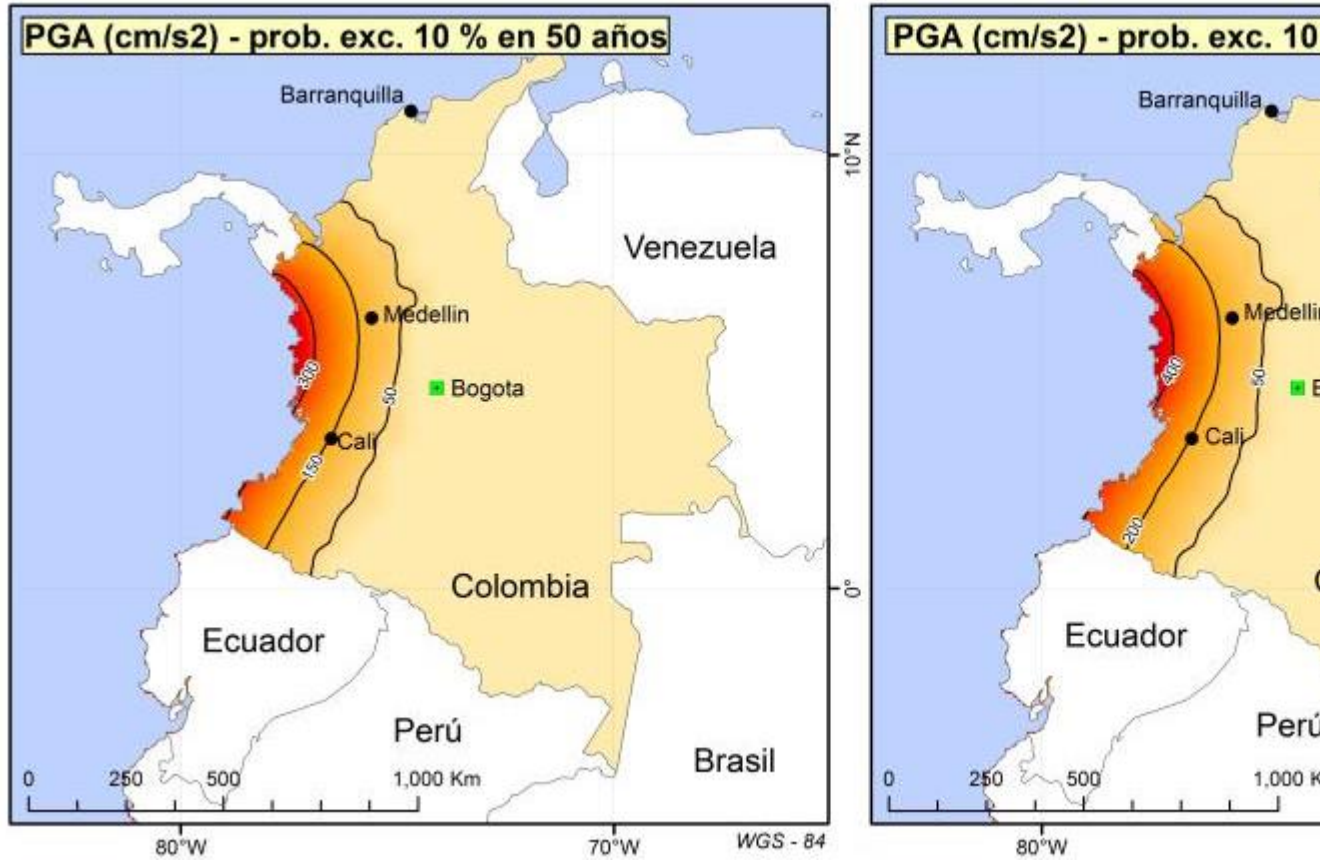 PGA (cm/s2) - prob. exc. 10 % en 50 años
Barranquilla
10°N
Venezuela
Medellin
300
50
Bogota
Cali
150
Colombia
0°
Ecuador
Perú
Brasil
0 250 500 1,000 Km
80°W 70°W WGS - 84
PGA (cm/s2) - prob. exc. 10
Barranquilla
Medellin
400
50
B
Cali
200
C
Ecuador
Perú
0 250 500 1,000 K
80°W